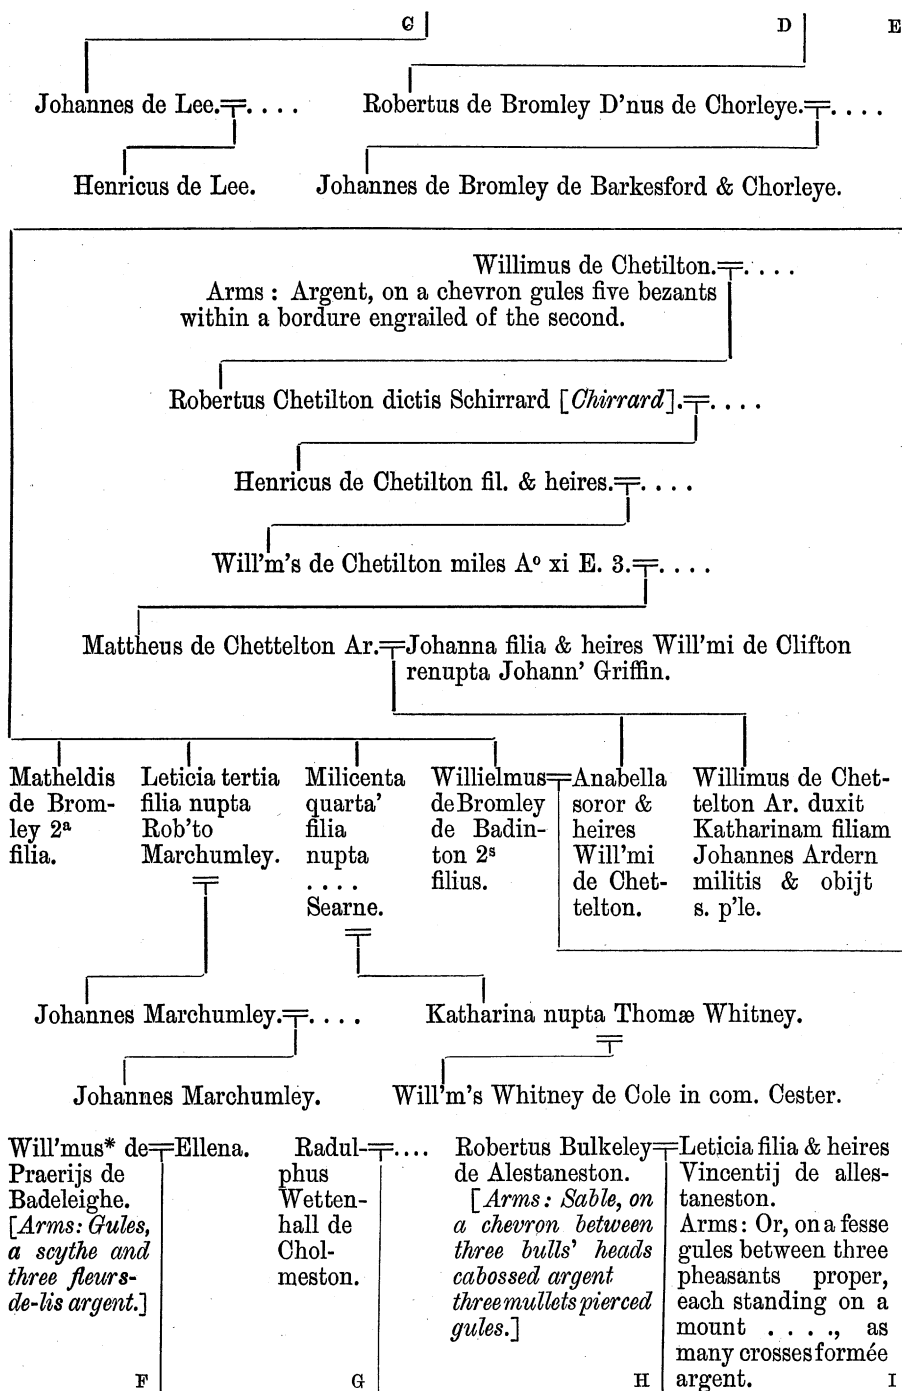 C D E
Johannes de Lee. . . . . Robertus de Bromley D'nus de Chorleye. . . . .
Henricus de Lee. Johannes de Bromley de Barkesford & Chorleye.
Willimus de Chetilton. . . . .
Arms : Argent, on a chevron gules five bezants
within a bordure engrailed of the second.
Robertus Chetilton dictis Schirrard [Chirrard]. . . . .
Henricus de Chetilton fil. & heires. . . . .
Will'm's de Chetilton miles Aº xi E. 3. . . . .
Mattheus de Chettelton Ar. Johanna filia & heires Will'mi de Clifton
renupta Johann' Griffin.
Matheldis
de Brom-
ley 2ª
filia.
Leticia tertia
filia nupta
Rob'to
Marchumley.
Milicenta
quarta'
filia
nupta
. . . .
Searne.
Willielmus
de Bromley
de Badin-
ton 2ˢ
filius.
Anabella
soror &
heires
Will'mi
de Chet-
telton.
Willimus de Chet-
telton Ar. duxit
Katharinam filiam
Johannes Ardern
militis & obijt
s. p'le.
Johannes Marchumley. . . . . Katharina nupta Thomæ Whitney.
Johannes Marchumley. Will'm's Whitney de Cole in com. Cester.
Will'mus* de
Praerijs de
Badeleighe.
[Arms: Gules,
a scythe and
three fleurs-
de-lis argent.]
Ellena.
Radul-
phus
Wetten-
hall de
Chol-
meston.
. . . .
Robertus Bulkeley
de Alestaneston.
[Arms: Sable, on
a chevron between
three bulls' heads
cabossed argent
three mullets pierced
gules.]
Leticia filia & heires
Vincentij de alles-
taneston.
Arms: Or, on a fesse
gules between three
pheasants proper,
each standing on a
mount . . . ., as
many crosses formée
argent.
F G H I